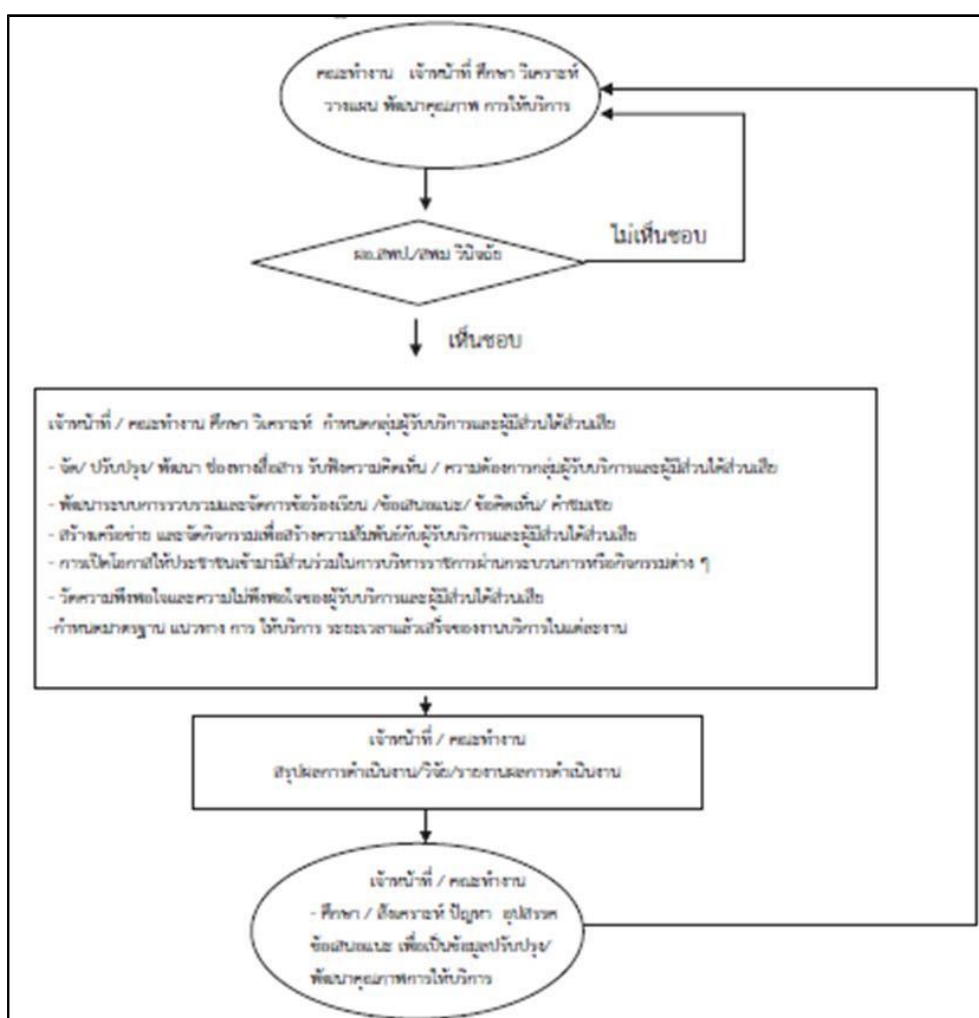 คณะทำงาน เจ้าหน้าที่ ศึกษา วิเคราะห์
วางแผน พัฒนาคุณภาพ การให้บริการ
ผอ.สพป./สพม วินิจฉัย
ไม่เห็นชอบ
เห็นชอบ
เจ้าหน้าที่ / คณะทำงาน ศึกษา วิเคราะห์ กำหนดกลุ่มผู้รับบริการและผู้มีส่วนได้ส่วนเสีย
- จัด/ ปรับปรุง/ พัฒนา ช่องทางสื่อสาร รับฟังความคิดเห็น / ความต้องการกลุ่มผู้รับบริการและผู้มีส่วนได้ส่วนเสีย
- พัฒนาระบบการรวบรวมและจัดการข้อร้องเรียน /ข้อเสนอแนะ/ ข้อคิดเห็น/ คำชมเชย
- สร้างเครือข่าย และจัดกิจกรรมเพื่อสร้างความสัมพันธ์กับผู้รับบริการและผู้มีส่วนได้ส่วนเสีย
- การเปิดโอกาสให้ประชาชนเข้ามามีส่วนร่วมในการบริหารราชการผ่านกระบวนการหรือกิจกรรมต่าง ๆ
- วัดความพึงพอใจและความไม่พึงพอใจของผู้รับบริการและผู้มีส่วนได้ส่วนเสีย
-กำหนดมาตรฐาน แนวทาง การ ให้บริการ ระยะเวลาแล้วเสร็จของงานบริการในแต่ละงาน
เจ้าหน้าที่ / คณะทำงาน
สรุปผลการดำเนินงาน/วิจัย/รายงานผลการดำเนินงาน
เจ้าหน้าที่ / คณะทำงาน
- ศึกษา / สังเคราะห์ ปัญหา อุปสรรค
ข้อเสนอแนะ เพื่อเป็นข้อมูลปรับปรุง/
พัฒนาคุณภาพการให้บริการ